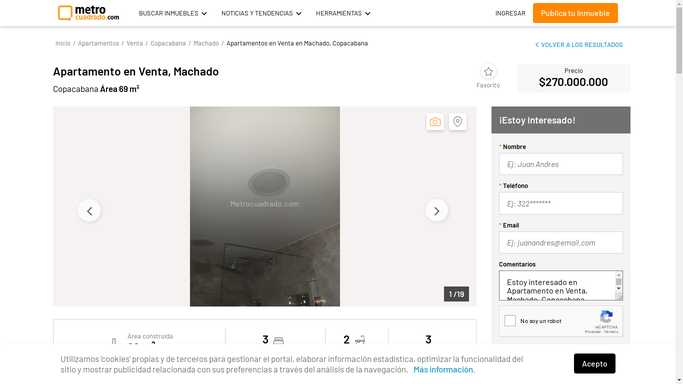 metro
cuadrado.com
BUSCAR INMUEBLES
NOTICIAS Y TENDENCIAS
HERRAMIENTAS
INGRESAR
Publica tu inmueble
Inicio / Apartamentos / Venta / Copacabana / Machado / Apartamentos en Venta en Machado, Copacabana
VOLVER A LOS RESULTADOS
Apartamento en Venta, Machado
Copacabana Área 69 m²
Favorito
Precio
$270.000.000
Metrocuadrado.com
1 /19
¡Estoy Interesado!
* Nombre
Ej: Juan Andres
* Teléfono
Ej: 322*******
* Email
Ej: juanandres@email.com
Comentarios
Estoy interesado en
Apartamento en Venta,
Machado, Copacabana
No soy un robot
reCAPTCHA
Privacidad - Términos
Área construida
3
2
3
Utilizamos 'cookies' propias y de terceros para gestionar el portal, elaborar información estadística, optimizar la funcionalidad del
sitio y mostrar publicidad relacionada con sus preferencias a través del análisis de la navegación. Más información.
Acepto